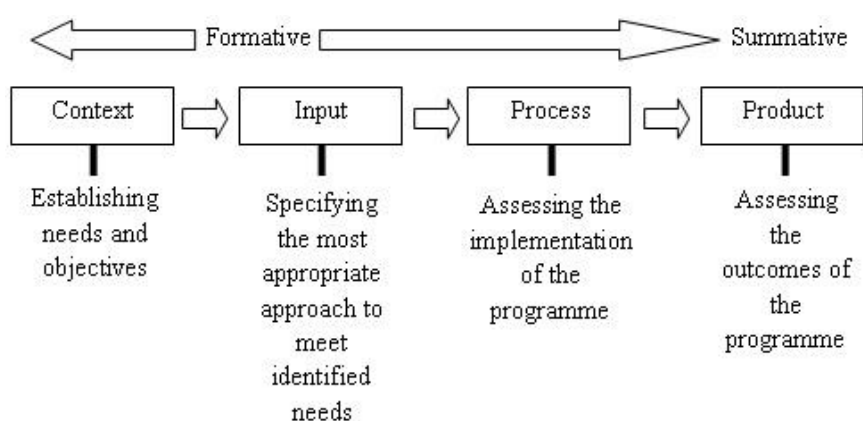 Formative
Summative
Context
Input
Process
Product
Establishing
needs and
objectives
Specifying
the most
appropriate
approach to
meet
identified
needs
Assessing the
implementation
of the
programme
Assessing
the
outcomes of
the
programme